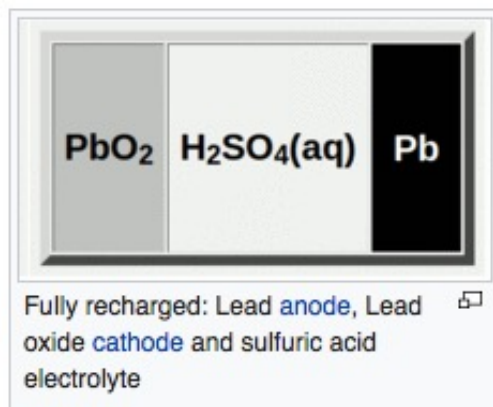 PbO₂ H₂SO₄(aq) Pb
Fully recharged: Lead anode, Lead
oxide cathode and sulfuric acid
electrolyte